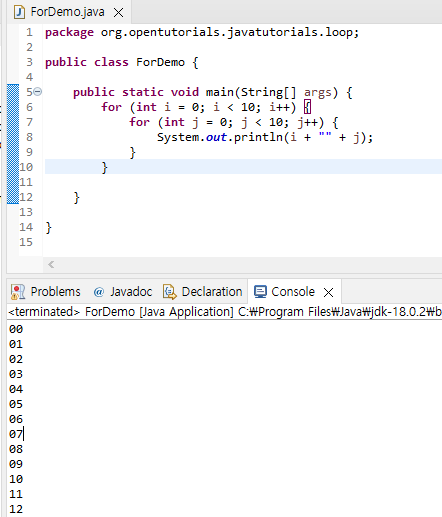 ForDemo.java
1 package org.opentutorials.javatutorials.loop;
2
3 public class ForDemo {
4
5 public static void main(String[] args) {
6 for (int i = 0; i < 10; i++) {
7 for (int j = 0; j < 10; j++) {
8 System.out.println(i + "" + j);
9 }
10 }
11
12 }
13
14 }
15
Problems @ Javadoc Declaration Console
<terminated> ForDemo [Java Application] C:₩Program Files₩Java₩jdk-18.0.2₩b
00
01
02
03
04
05
06
07
08
09
10
11
12